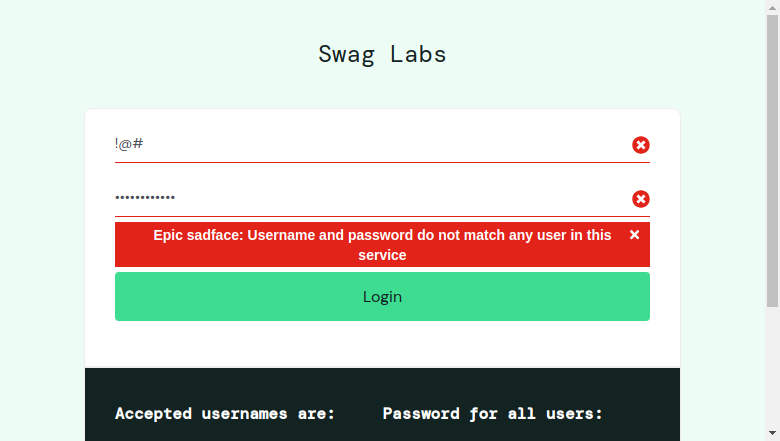 Swag Labs
!@#
••••••••••••
Epic sadface: Username and password do not match any user in this
service
Login
Accepted usernames are: Password for all users: